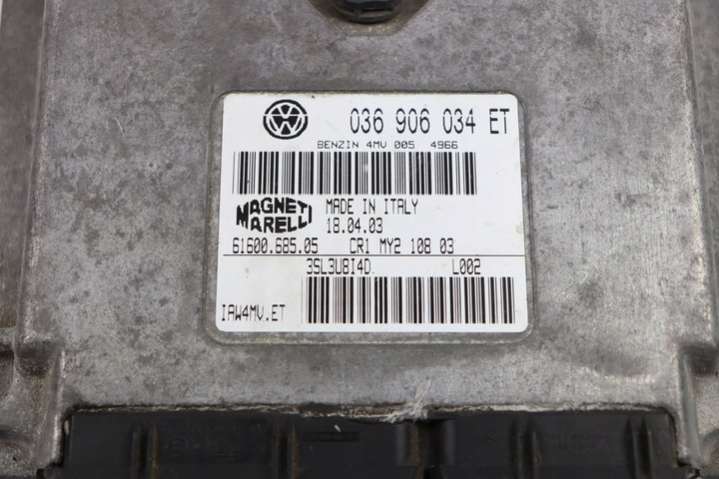 036 906 034 ET
BENZIN 4MV 005 4966
MAGNETI MARELLI
MADE IN ITALY
18.04.03
61600.685.05 CR1 MY2 108 03
3SL3U8I4D L002
IAW4MV.ET